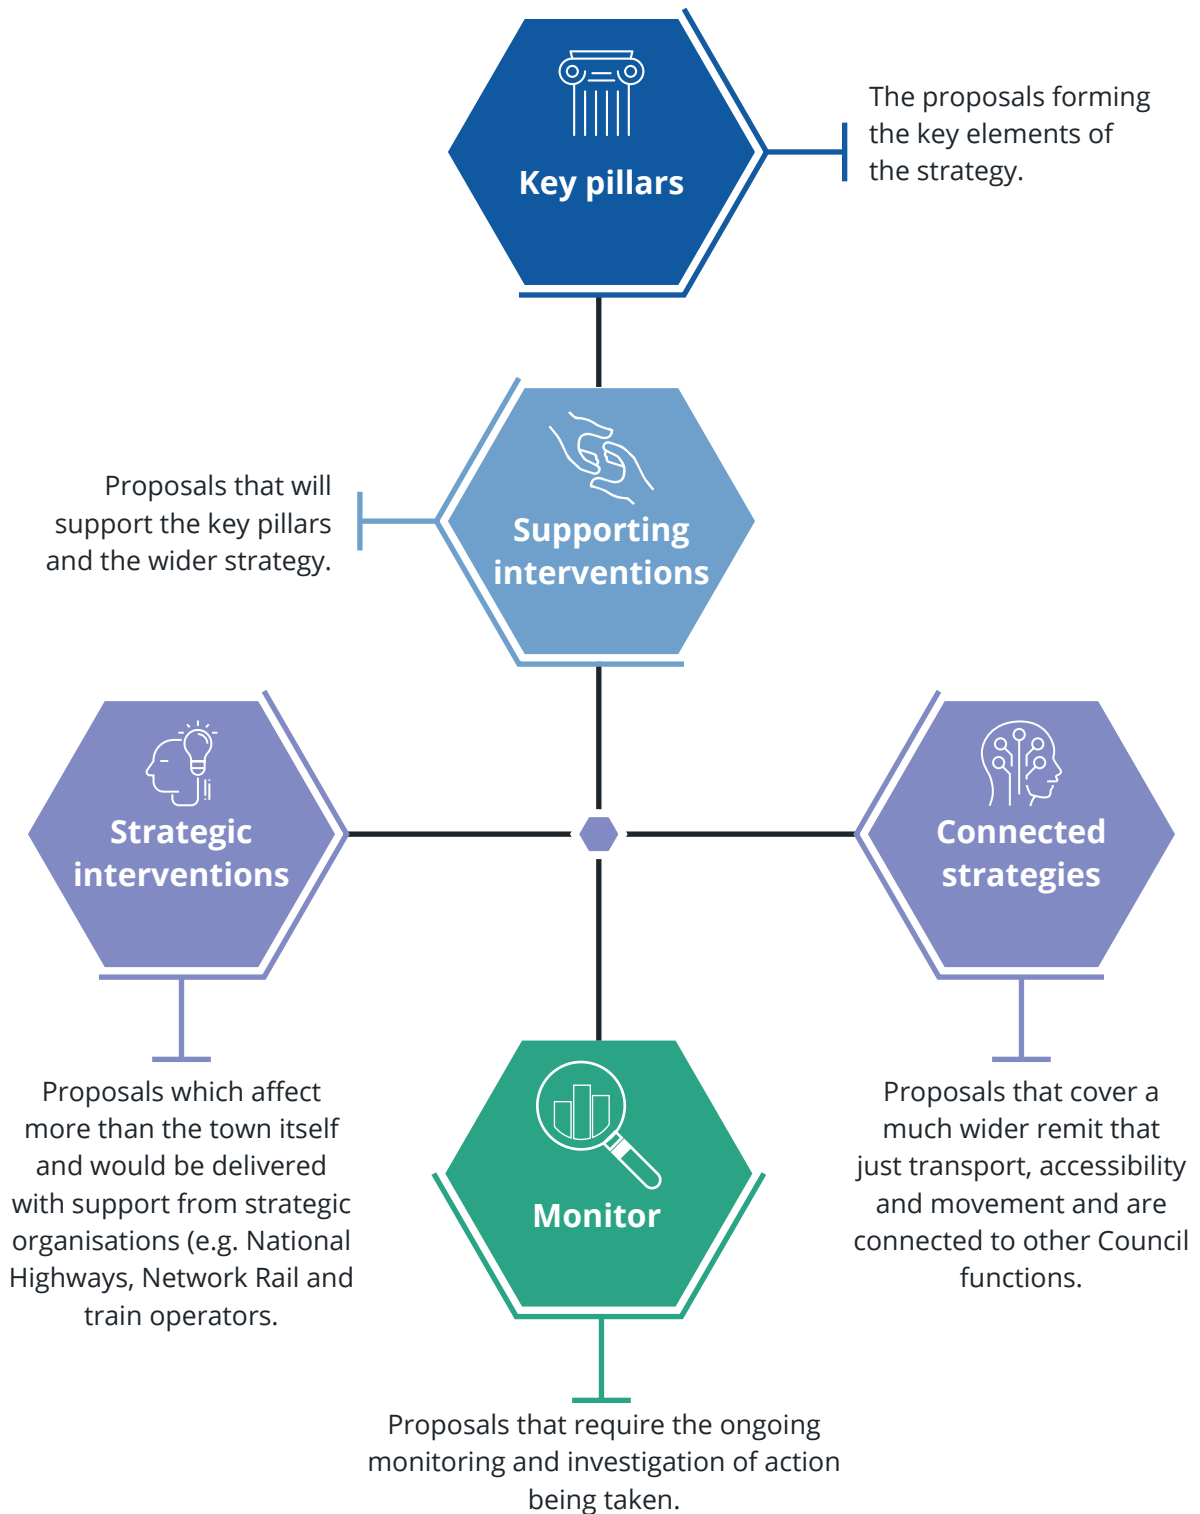 Key pillars
The proposals forming
the key elements of
the strategy.
Proposals that will
support the key pillars
and the wider strategy.
Supporting
interventions
Strategic
interventions
Connected
strategies
Proposals which affect
more than the town itself
and would be delivered
with support from strategic
organisations (e.g. National
Highways, Network Rail and
train operators.
Proposals that cover a
much wider remit that
just transport, accessibility
and movement and are
connected to other Council
functions.
Monitor
Proposals that require the ongoing
monitoring and investigation of action
being taken.